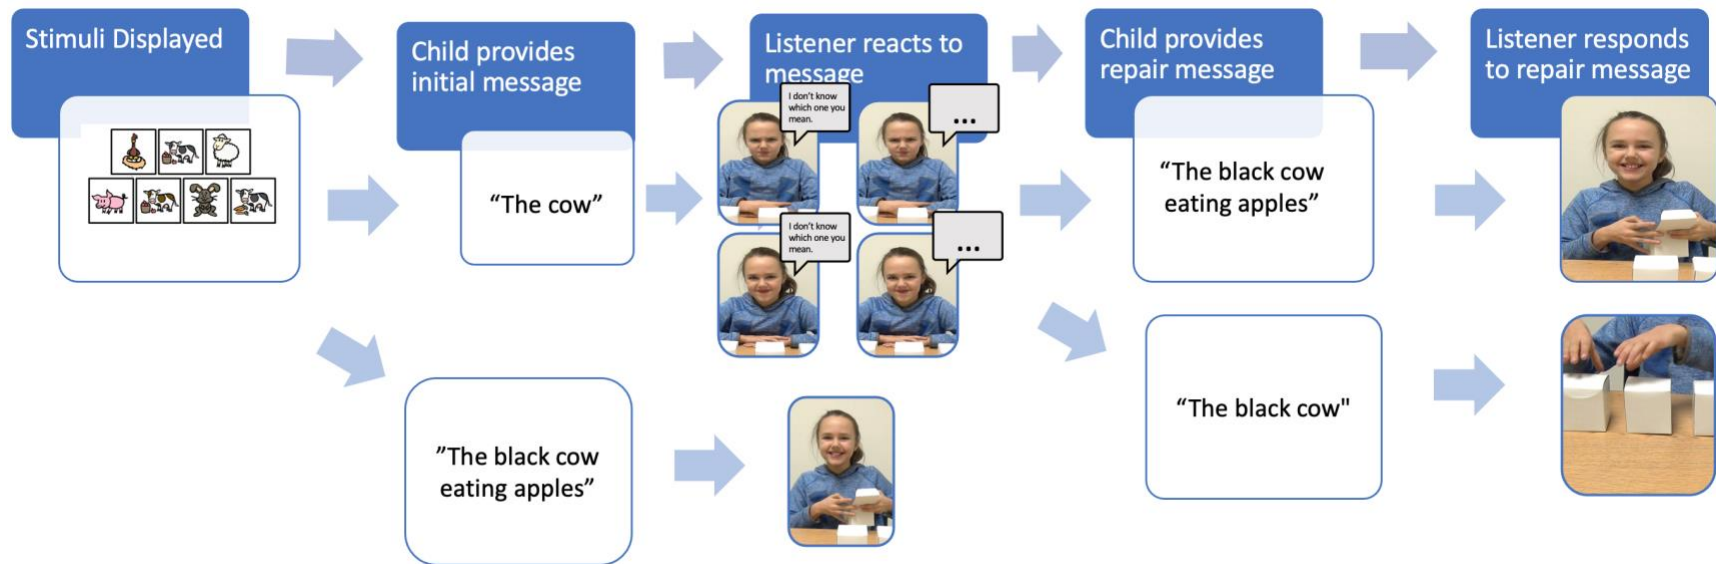 Stimuli Displayed
Child provides
initial message
Listener reacts to
message
Child provides
repair message
Listener responds
to repair message
“The cow”
I don’t know
which one you
mean.
...
I don’t know
which one you
mean.
...
“The black cow
eating apples”
“The black cow"
”The black cow
eating apples”